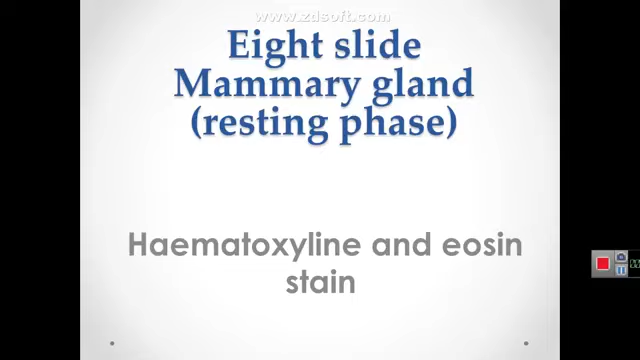 www.zdsoft.com
Eight slide
Mammary gland
(resting phase)
Haematoxyline and eosin
stain